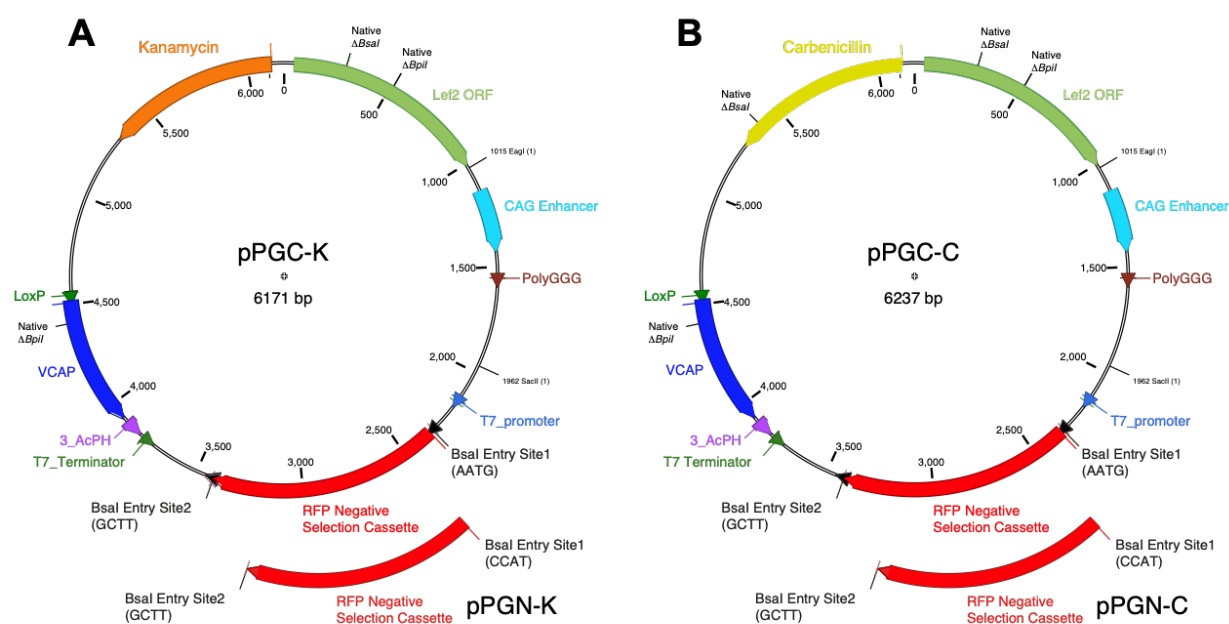 A
Kanamycin
Native
ΔBsaI
Native
ΔBpiI
Lef2 ORF
6,000
0
500
5,500
1015 EagI (1)
1,000
5,000
CAG Enhancer
pPGC-K
1,500
PolyGGG
6171 bp
LoxP
4,500
Native
ΔBpiI
VCAP
2,000
1962 SacII (1)
4,000
T7_promoter
3_AcPH
2,500
T7_Terminator
3,500
BsaI Entry Site1
(AATG)
3,000
BsaI Entry Site2
(GCTT)
RFP Negative
Selection Cassette
BsaI Entry Site1
(CCAT)
BsaI Entry Site2
(GCTT)
RFP Negative
Selection Cassette
pPGN-K
B
Carbenicillin
Native
ΔBsaI
Native
ΔBpiI
Lef2 ORF
Native
ΔBsaI
6,000
0
500
5,500
1015 EagI (1)
1,000
5,000
CAG Enhancer
pPGC-C
1,500
PolyGGG
6237 bp
LoxP
4,500
Native
ΔBpiI
VCAP
2,000
1962 SacII (1)
4,000
T7_promoter
3_AcPH
2,500
T7 Terminator
3,500
BsaI Entry Site1
(AATG)
3,000
BsaI Entry Site2
(GCTT)
RFP Negative
Selection Cassette
BsaI Entry Site1
(CCAT)
BsaI Entry Site2
(GCTT)
RFP Negative
Selection Cassette
pPGN-C